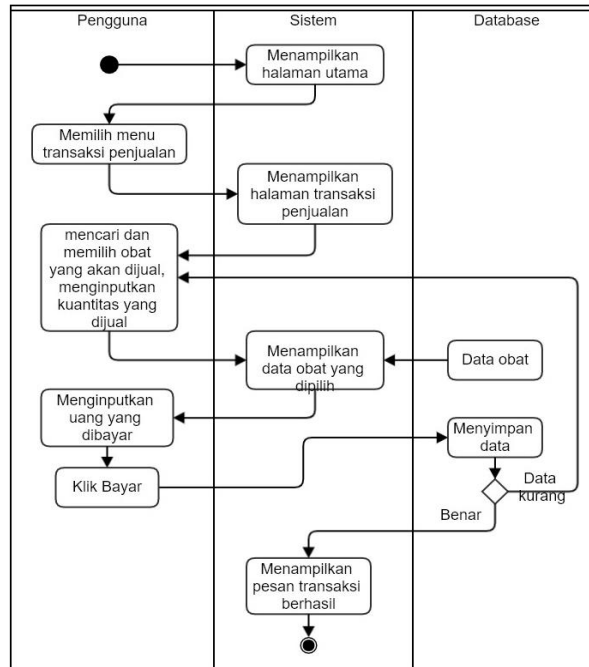 Pengguna
Sistem
Database
Menampilkan
halaman utama
Memilih menu
transaksi penjualan
Menampilkan
halaman transaksi
penjualan
mencari dan
memilih obat
yang akan dijual,
menginputkan
kuantitas yang
dijual
Menampilkan
data obat yang
dipilih
Data obat
Menginputkan
uang yang
dibayar
Menyimpan
data
Klik Bayar
Data
kurang
Benar
Menampilkan
pesan transaksi
berhasil